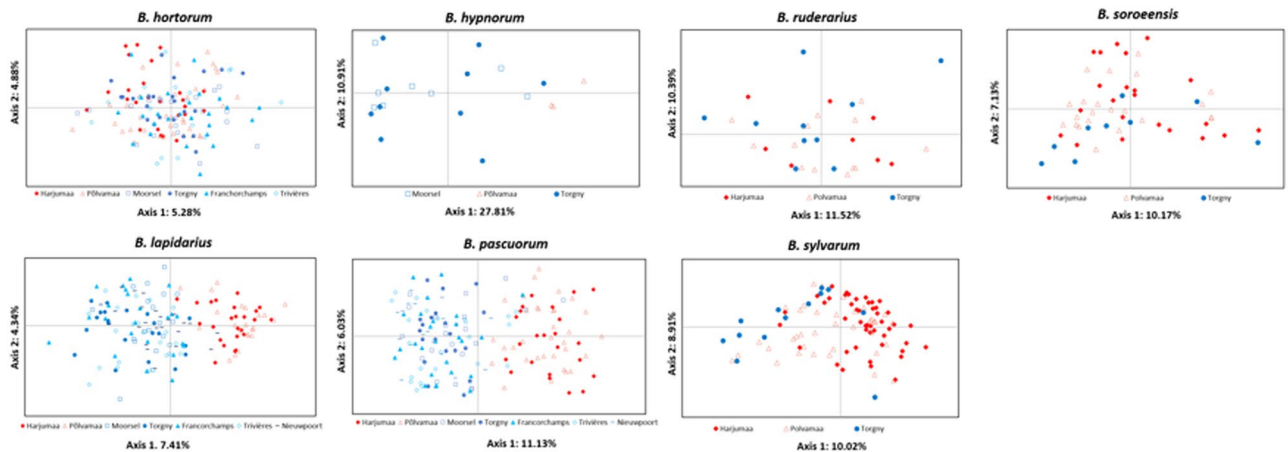 B. hortorum
Axis 2: 4.88%
Harjumaa Põlvamaa Moorsel Torgny Franchorchamps Trivières
Axis 1: 5.28%
B. hypnorum
Axis 2: 10.91%
Moorsel Põlvamaa Torgny
Axis 1: 27.81%
B. ruderarius
Axis 2: 10.39%
Harjumaa Polvamaa Torgny
Axis 1: 11.52%
B. soroeensis
Axis 2: 7.13%
Harjumaa Polvamaa Torgny
Axis 1: 10.17%
B. lapidarius
Axis 2: 4.34%
Harjumaa Põlvamaa Moorsel Torgny Francorchamps Trivières Nieuwpoort
Axis 1. 7.41%
B. pascuorum
Axis 2: 6.03%
Harjumaa Põlvamaa Moorsel Torgny Francorchamps Trivières Nieuwpoort
Axis 1: 11.13%
B. sylvarum
Axis 2: 8.91%
Harjumaa Polvamaa Torgny
Axis 1: 10.02%